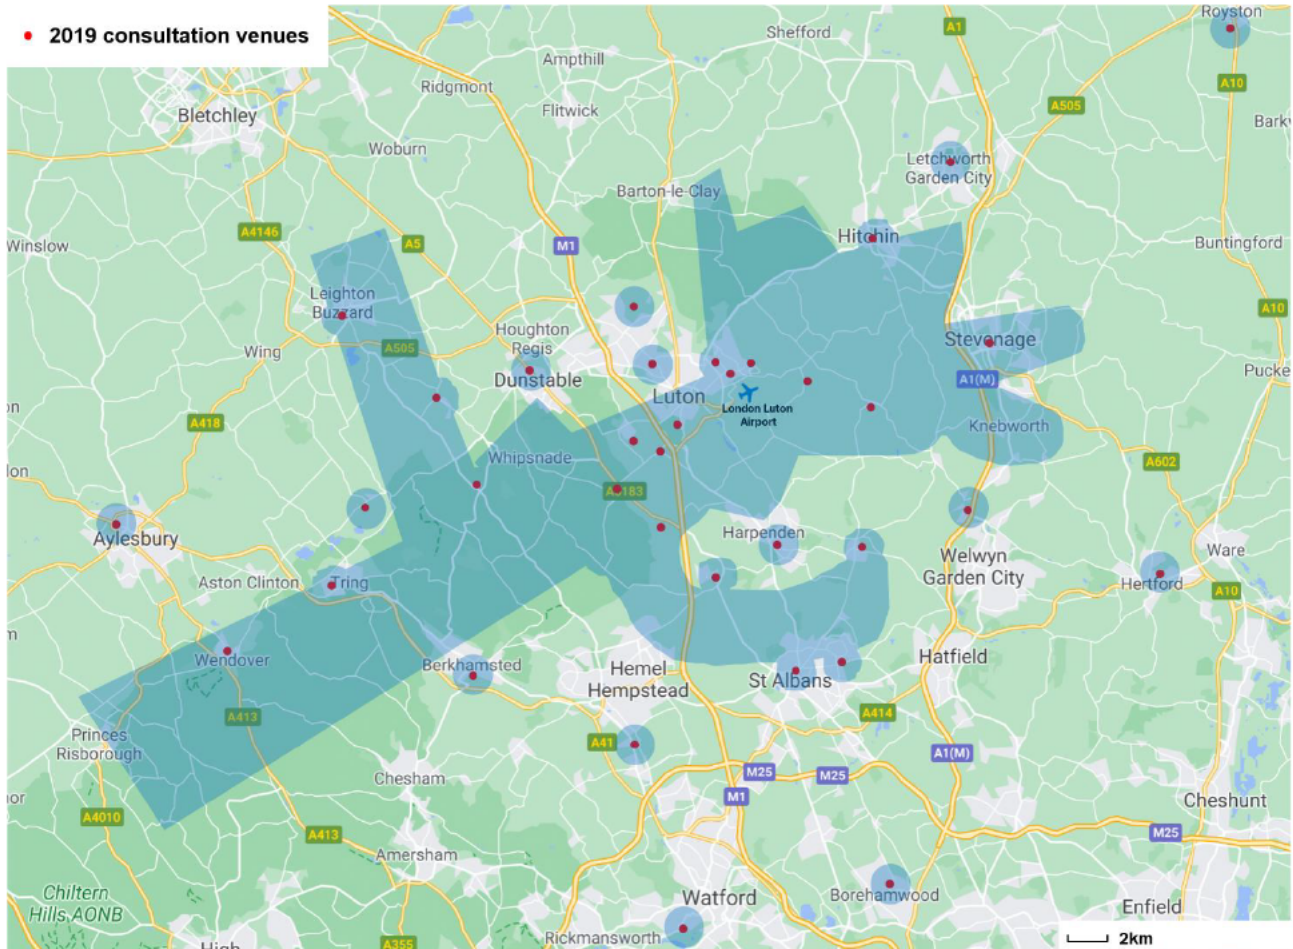 2019 consultation venues
Royston
Shefford
A1
Ampthill
Ridgmont
A10
Flitwick
A505
Bletchley
Woburn
Letchworth
Garden City
Barton-le-Clay
A4146
A5
M1
Hitchin
Winslow
Buntingford
Leighton
Buzzard
A10
Houghton
Regis
Wing
A505
Stevenage
Dunstable
A1(M)
Luton
London Luton
Airport
A418
Knebworth
Whipsnade
A602
Aylesbury
Harpenden
Ware
Welwyn
Garden City
Aston Clinton
Tring
Hertford
A10
Wendover
Berkhamsted
Hemel
Hempstead
St Albans
Hatfield
A413
A414
Princes
Risborough
A41
A1(M)
Chesham
M25
M25
M1
Cheshunt
A4010
A413
M25
Amersham
Chiltern
Hills AONB
Watford
Borehamwood
Enfield
Rickmansworth
A355
2km